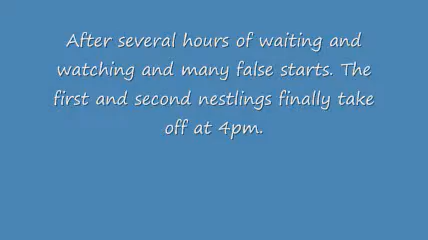 After several hours of waiting and
watching and many false starts. The
first and second nestlings finally take
off at 4pm.